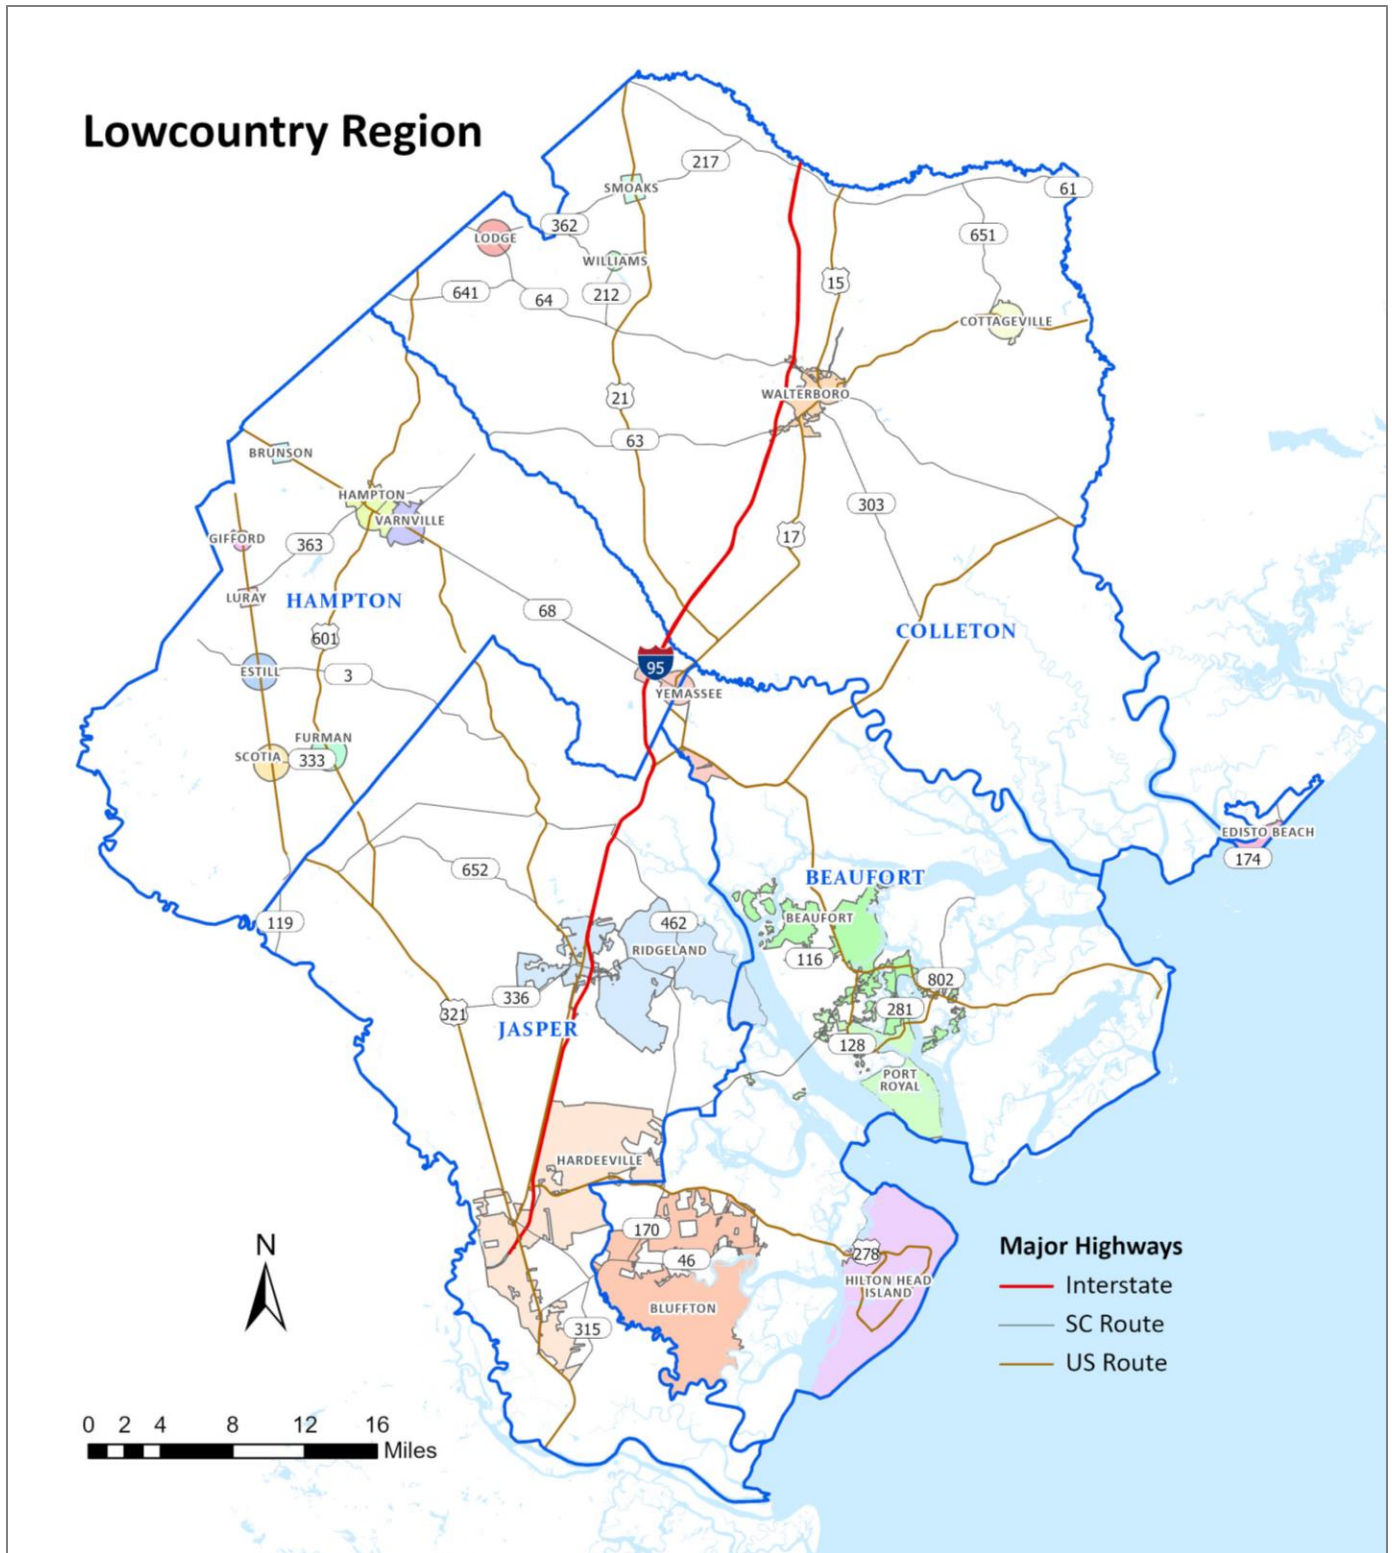 Lowcountry Region
217
61
SMOAKS
362
LODGE
651
WILLIAMS
15
641
64
212
COTTAGEVILLE
21
WALTERBORO
63
BRUNSON
HAMPTON
VARNVILLE
303
GIFFORD
363
17
LURAY
HAMPTON
68
COLLETON
601
ESTILL
3
95
YEMASSEE
FURMAN
SCOTIA
333
EDISTO BEACH
174
652
BEAUFORT
119
462
BEAUFORT
RIDGELAND
116
802
336
321
281
JASPER
128
PORT
ROYAL
HARDEEVILLE
170
46
278
HILTON HEAD
ISLAND
BLUFFTON
315
N
Major Highways
Interstate
SC Route
US Route
0 2 4 8 12 16
Miles